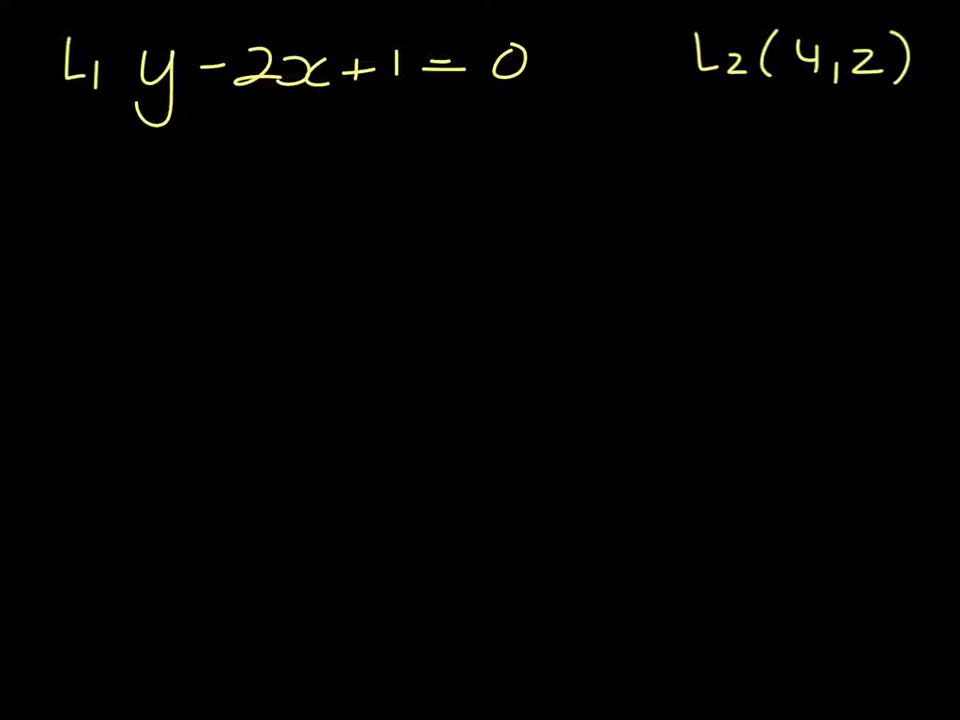 L1 y - 2x + 1 = 0 L2 (4,2)